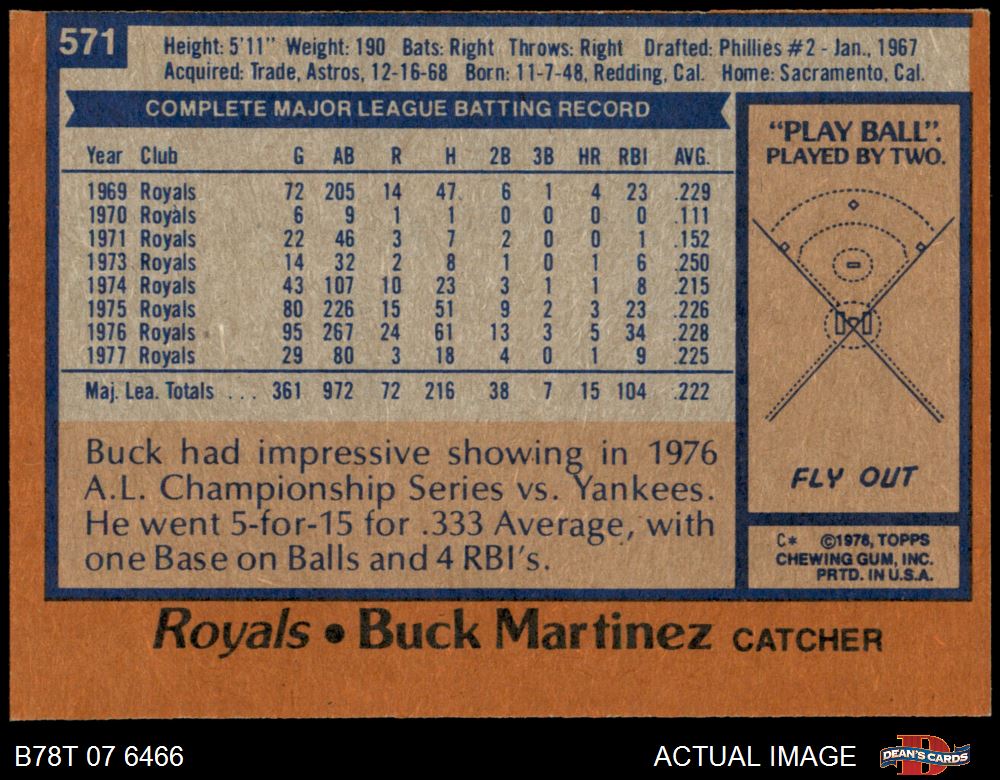 571
Height: 5'11" Weight: 190 Bats: Right Throws: Right Drafted: Phillies #2 - Jan., 1967
Acquired: Trade, Astros, 12-16-68 Born: 11-7-48, Redding, Cal. Home: Sacramento, Cal.
COMPLETE MAJOR LEAGUE BATTING RECORD
Year Club G AB R H 2B 3B HR RBI AVG.
1969 Royals 72 205 14 47 6 1 4 23 .229
1970 Royals 6 9 1 1 0 0 0 0 .111
1971 Royals 22 46 3 7 2 0 0 1 .152
1973 Royals 14 32 2 8 1 0 1 6 .250
1974 Royals 43 107 10 23 3 1 1 8 .215
1975 Royals 80 226 15 51 9 2 3 23 .226
1976 Royals 95 267 24 61 13 3 5 34 .228
1977 Royals 29 80 3 18 4 0 1 9 .225
Maj. Lea. Totals ... 361 972 72 216 38 7 15 104 .222
Buck had impressive showing in 1976
A.L. Championship Series vs. Yankees.
He went 5-for-15 for .333 Average, with
one Base on Balls and 4 RBI's.
"PLAY BALL".
PLAYED BY TWO.
FLY OUT
C* ©1978, TOPPS
CHEWING GUM, INC.
PRTD. IN U.S.A.
Royals • Buck Martinez CATCHER
B78T 07 6466
ACTUAL IMAGE
DEAN'S CARDS